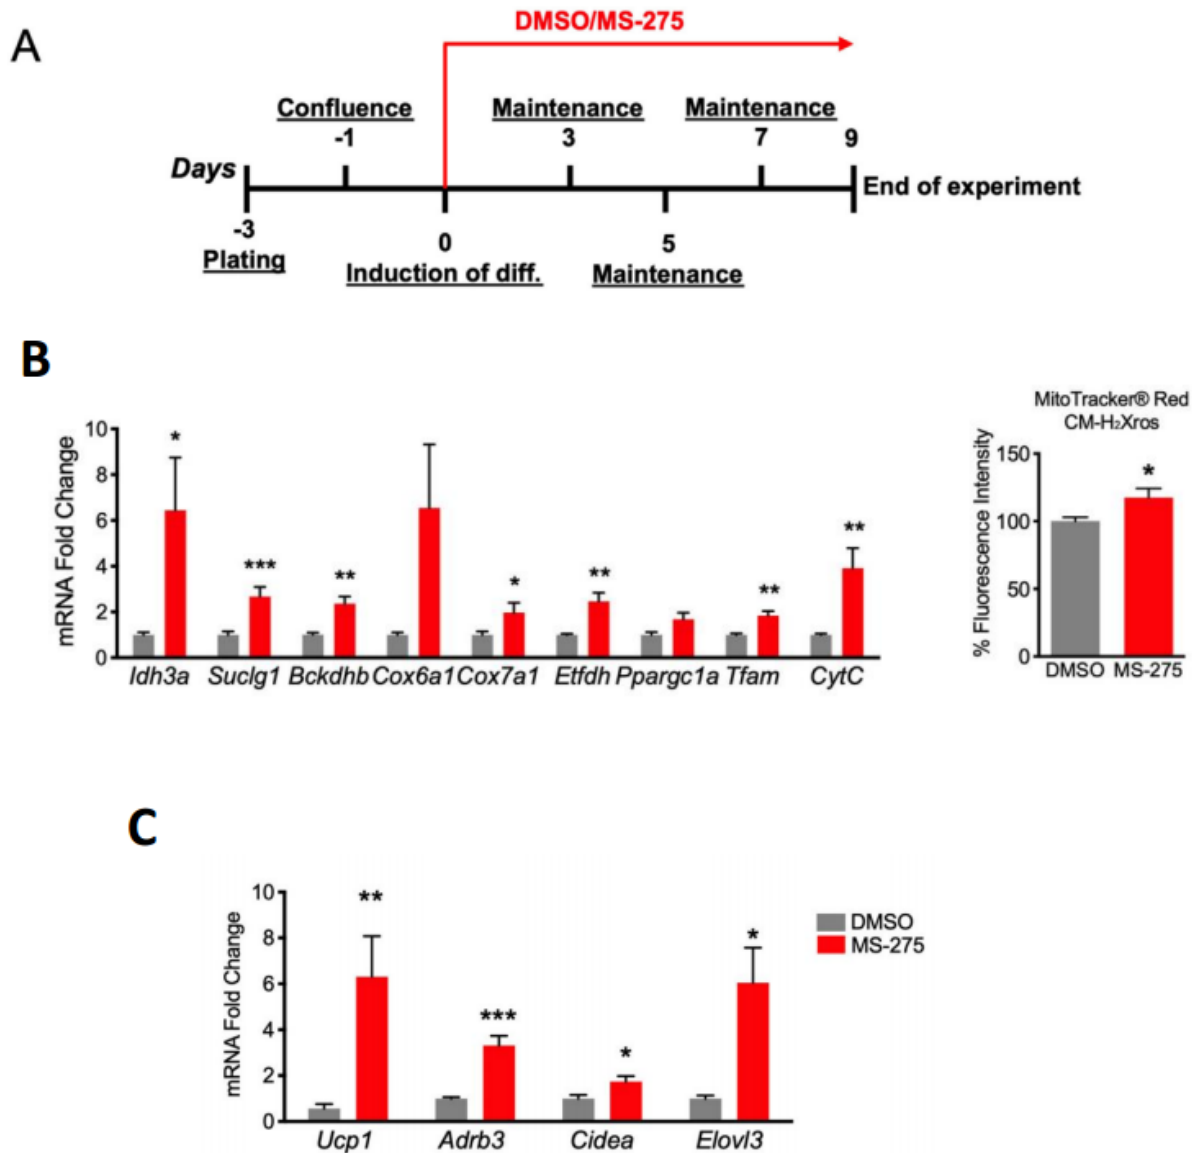 A
DMSO/MS-275
Confluence
Maintenance
Maintenance
-1
3
7
9
Days
End of experiment
-3
0
5
Plating
Induction of diff.
Maintenance
B
MitoTracker® Red
CM-H₂Xros
mRNA Fold Change
10
8
6
4
2
0
*
***
**
*
**
**
**
Idh3a Suclg1 Bckdhb Cox6a1 Cox7a1 Etfdh Ppargc1a Tfam CytC
% Fluorescence Intensity
150
100
50
0
*
DMSO MS-275
C
mRNA Fold Change
10
8
6
4
2
0
**
***
*
*
Ucp1 Adrb3 Cidea Elovl3
DMSO
MS-275